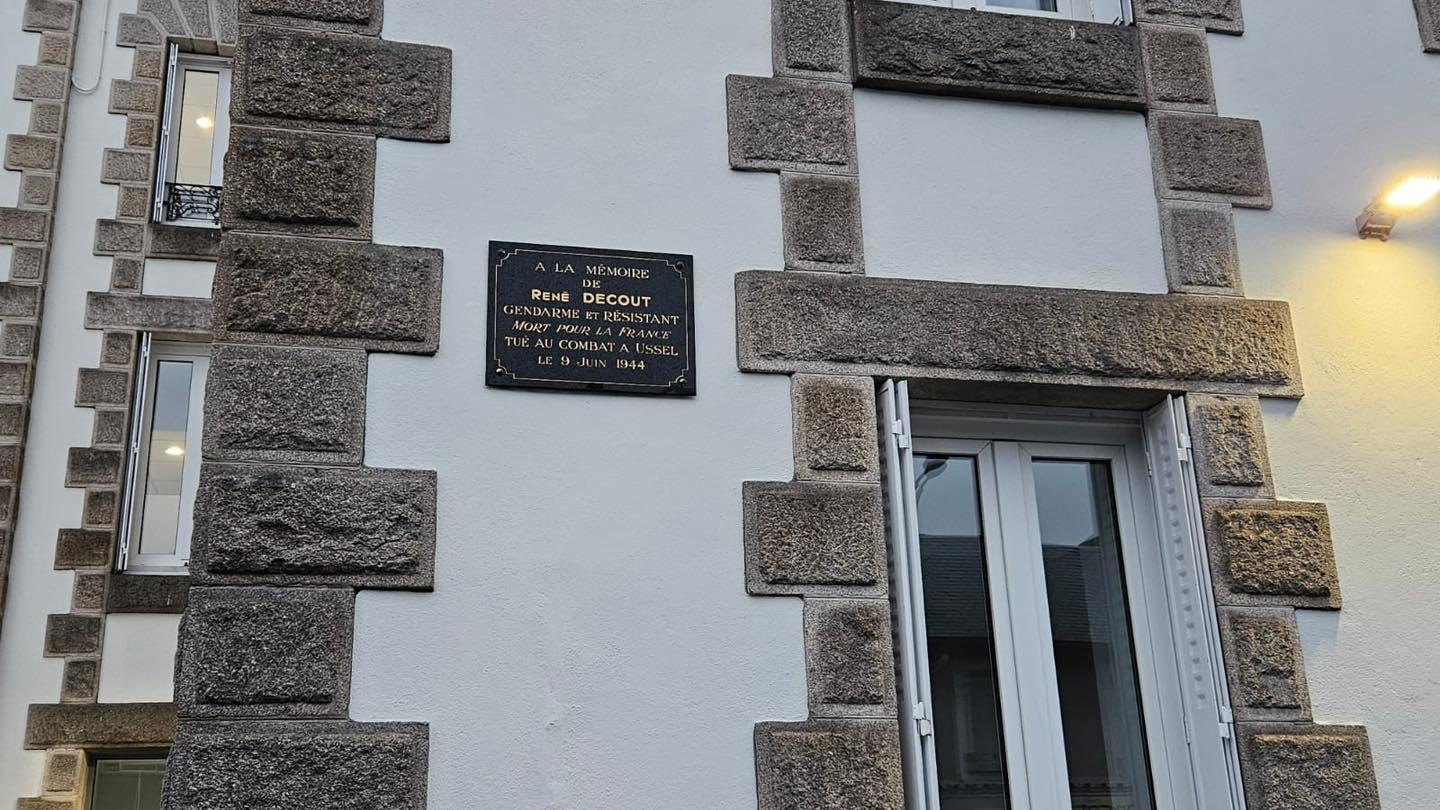 A LA MÉMOIRE
DE
RENÉ DECOUT
GENDARME ET RÉSISTANT
MORT POUR LA FRANCE
TUÉ AU COMBAT A USSEL
LE 9 JUIN 1944